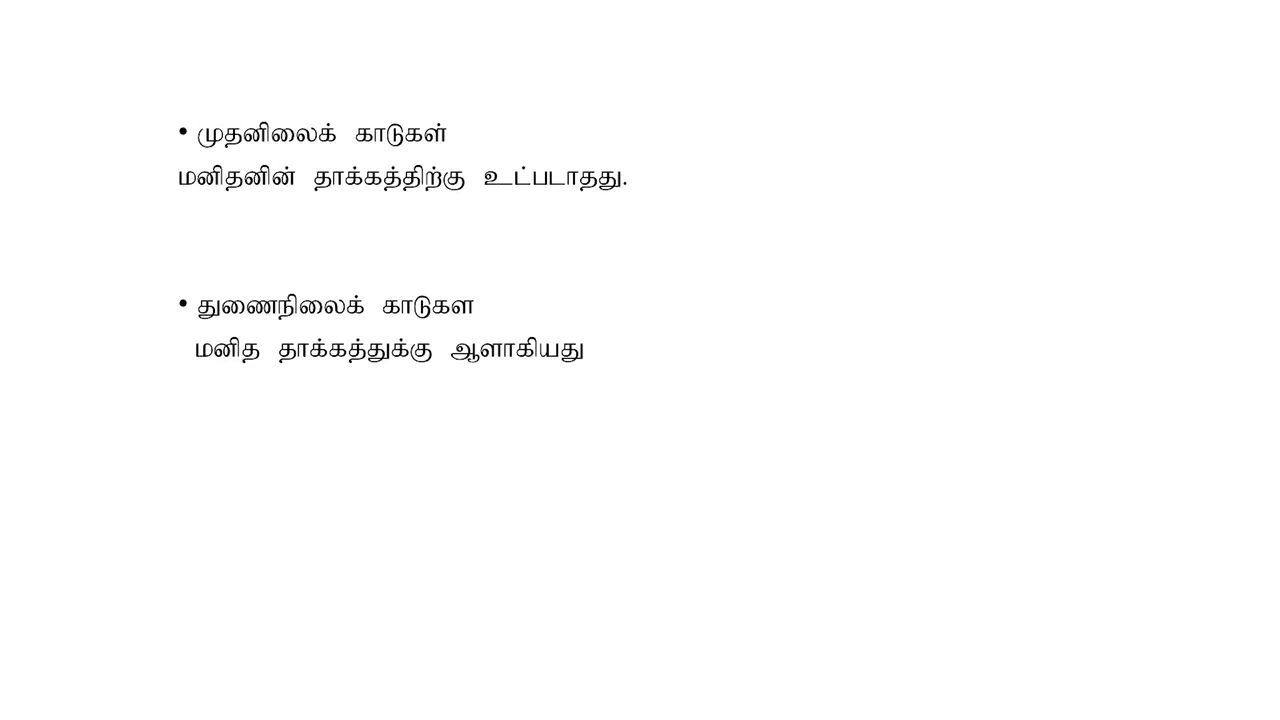 • முதனிலைக் காடுகள்
மனிதனின் தாக்கத்திற்கு உட்படாதது.
• துணைநிலைக் காடுகள
மனித தாக்கத்துக்கு ஆளாகியது